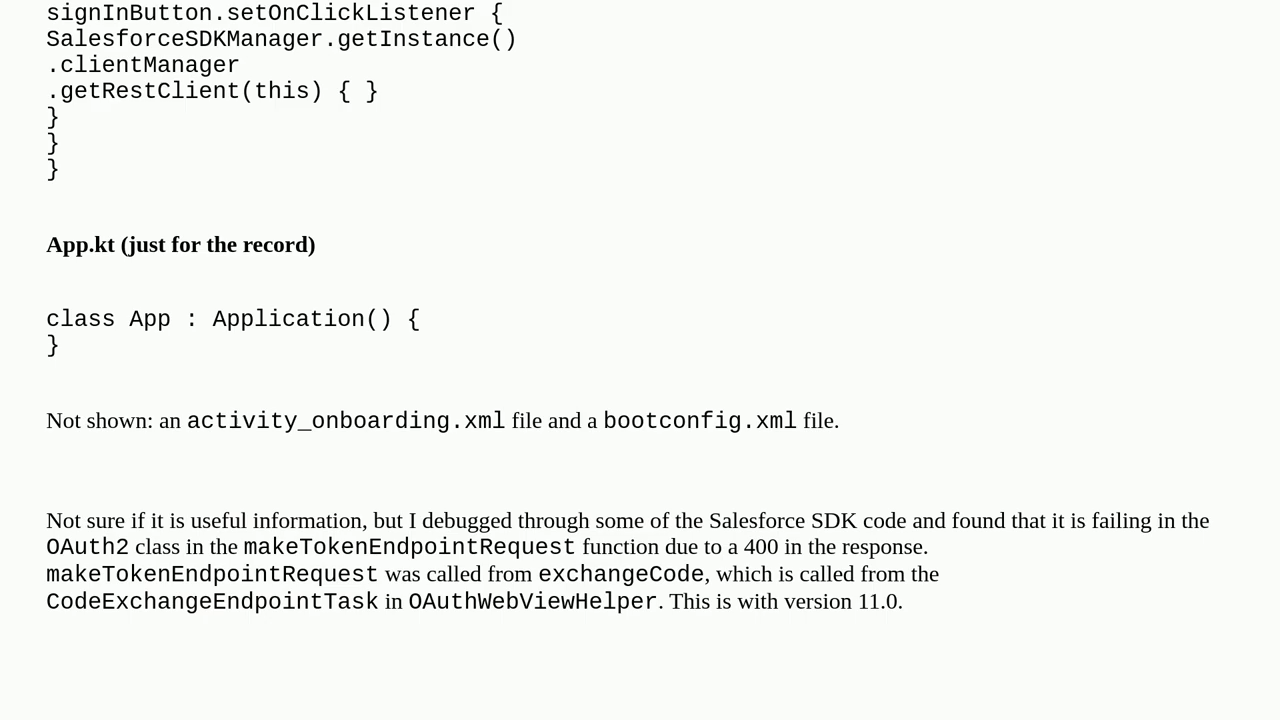 signInButton.setOnClickListener {
SalesforceSDKManager.getInstance()
.clientManager
.getRestClient(this) { }
}
}
}
App.kt (just for the record)
class App : Application() {
}
Not shown: an activity_onboarding.xml file and a bootconfig.xml file.
Not sure if it is useful information, but I debugged through some of the Salesforce SDK code and found that it is failing in the
OAuth2 class in the makeTokenEndpointRequest function due to a 400 in the response.
makeTokenEndpointRequest was called from exchangeCode, which is called from the
CodeExchangeEndpointTask in OAuthWebViewHelper. This is with version 11.0.